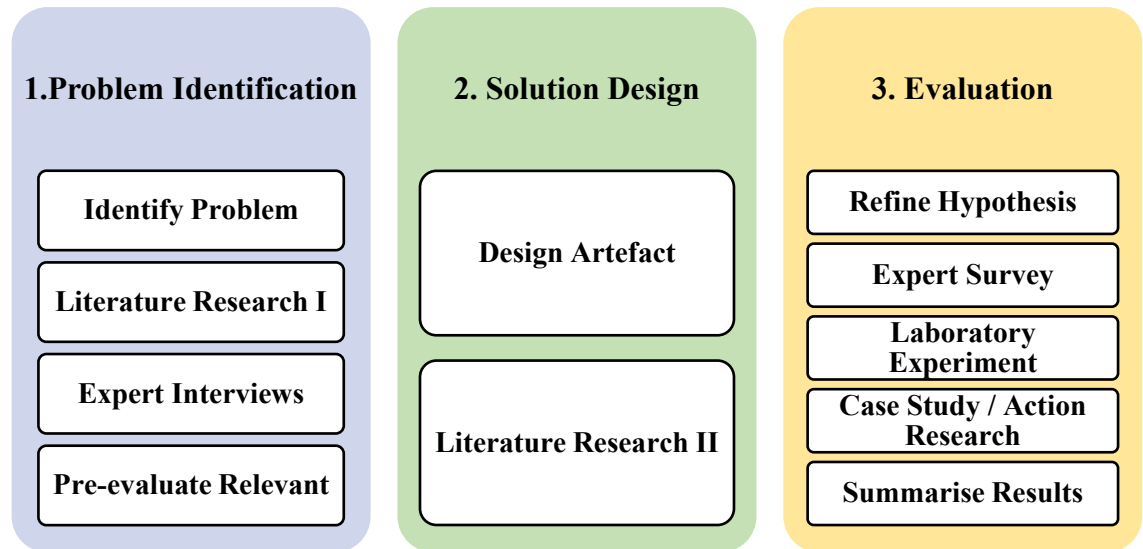 1.Problem Identification
Identify Problem
Literature Research I
Expert Interviews
Pre-evaluate Relevant
2. Solution Design
Design Artefact
Literature Research II
3. Evaluation
Refine Hypothesis
Expert Survey
Laboratory
Experiment
Case Study / Action
Research
Summarise Results